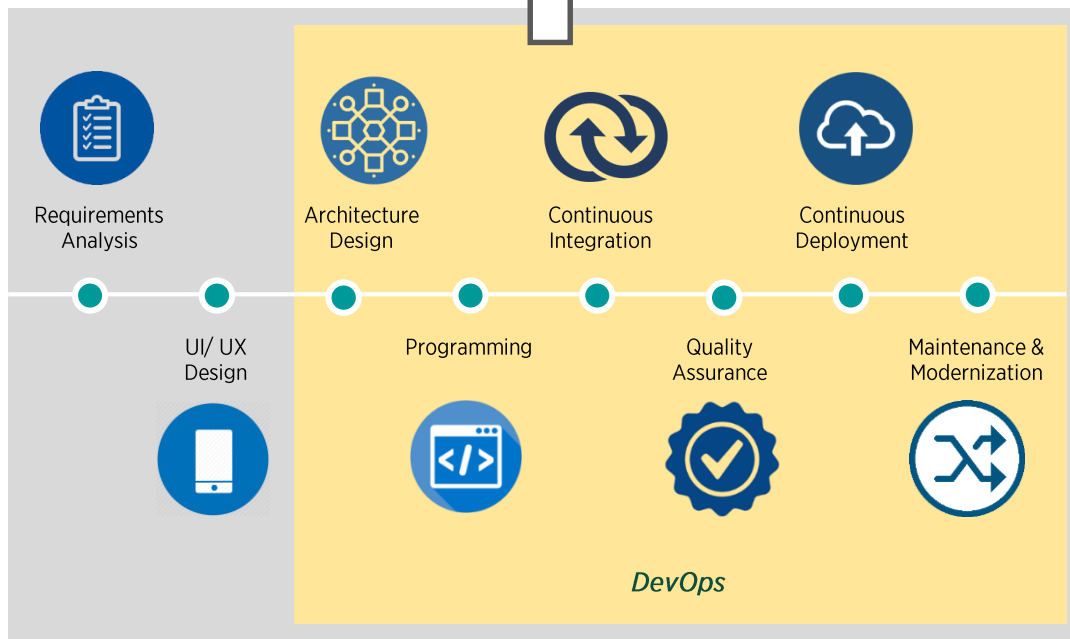 Requirements
Analysis
UI/ UX
Design
Architecture
Design
Programming
Continuous
Integration
Quality
Assurance
Continuous
Deployment
Maintenance &
Modernization
</>
DevOps